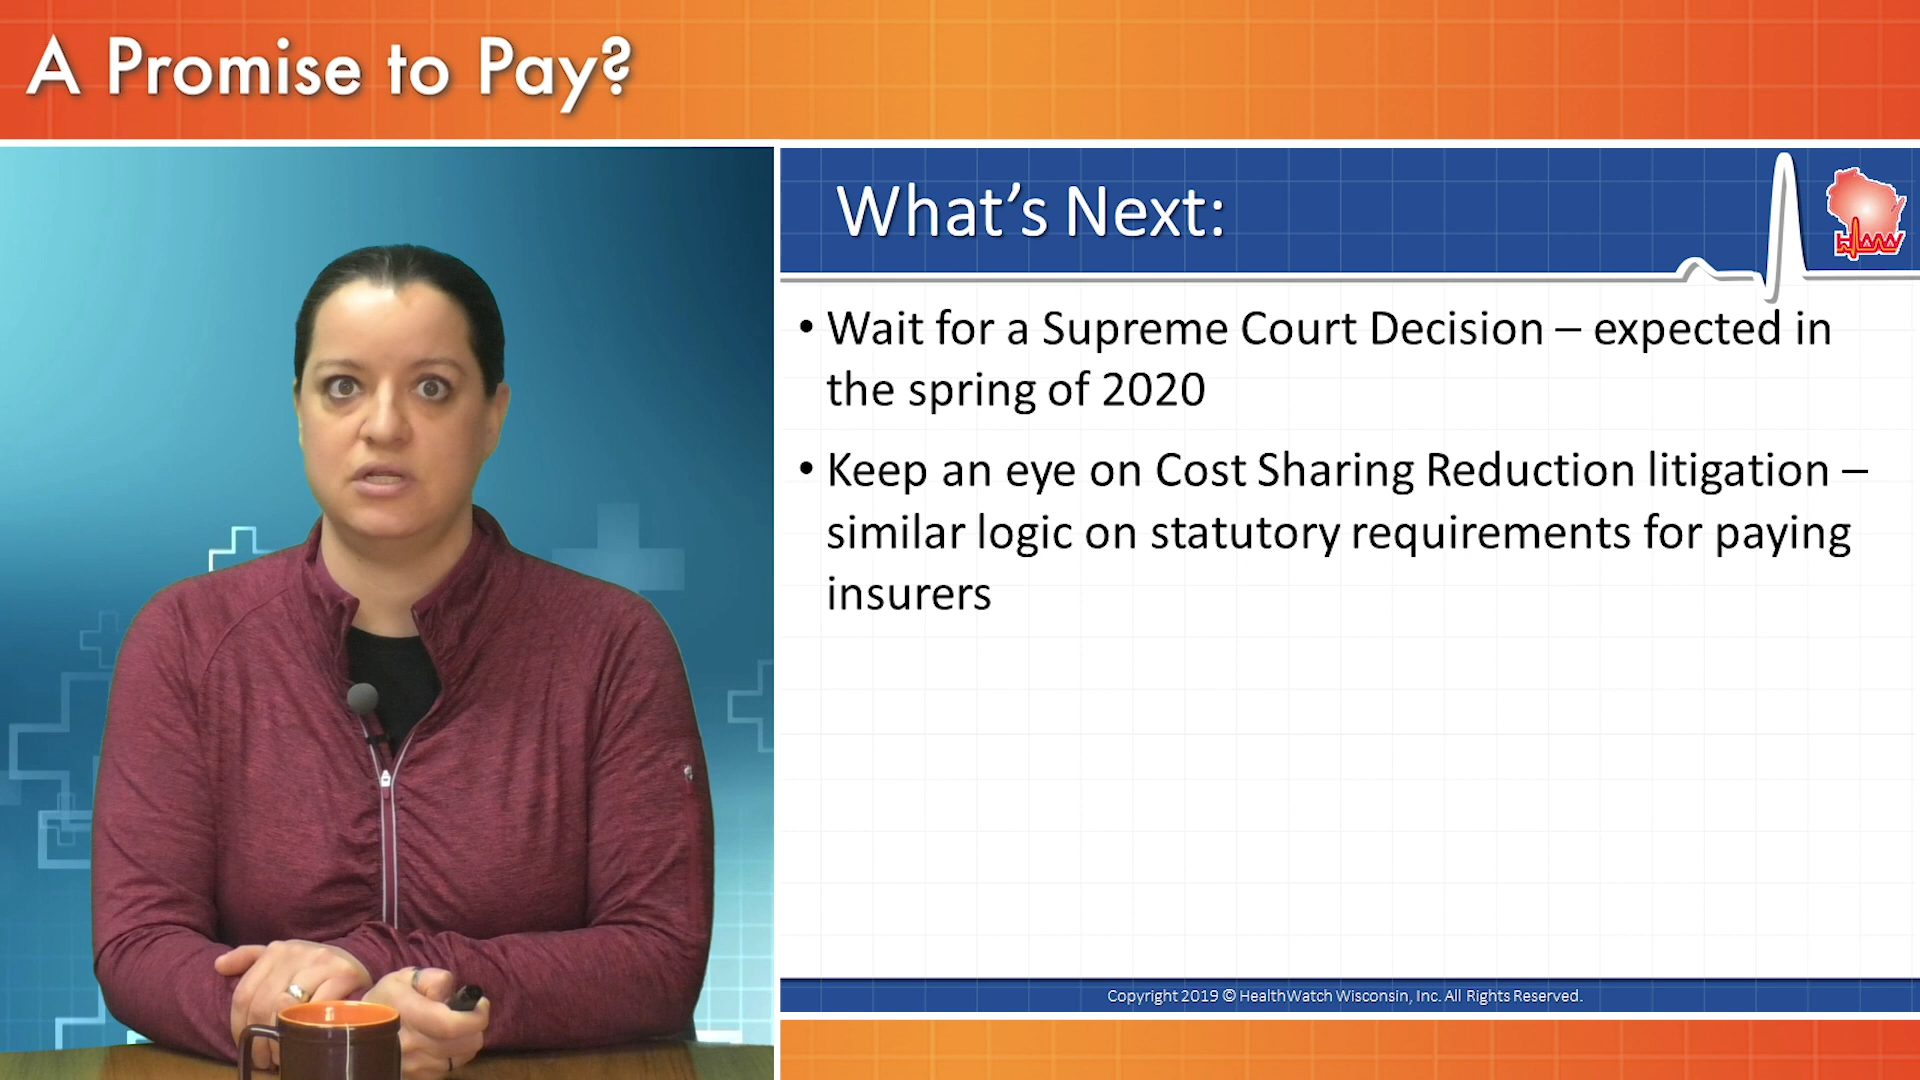 A Promise to Pay?
What's Next:
• Wait for a Supreme Court Decision – expected in
the spring of 2020
• Keep an eye on Cost Sharing Reduction litigation –
similar logic on statutory requirements for paying
insurers
Copyright 2019 © HealthWatch Wisconsin, Inc. All Rights Reserved.